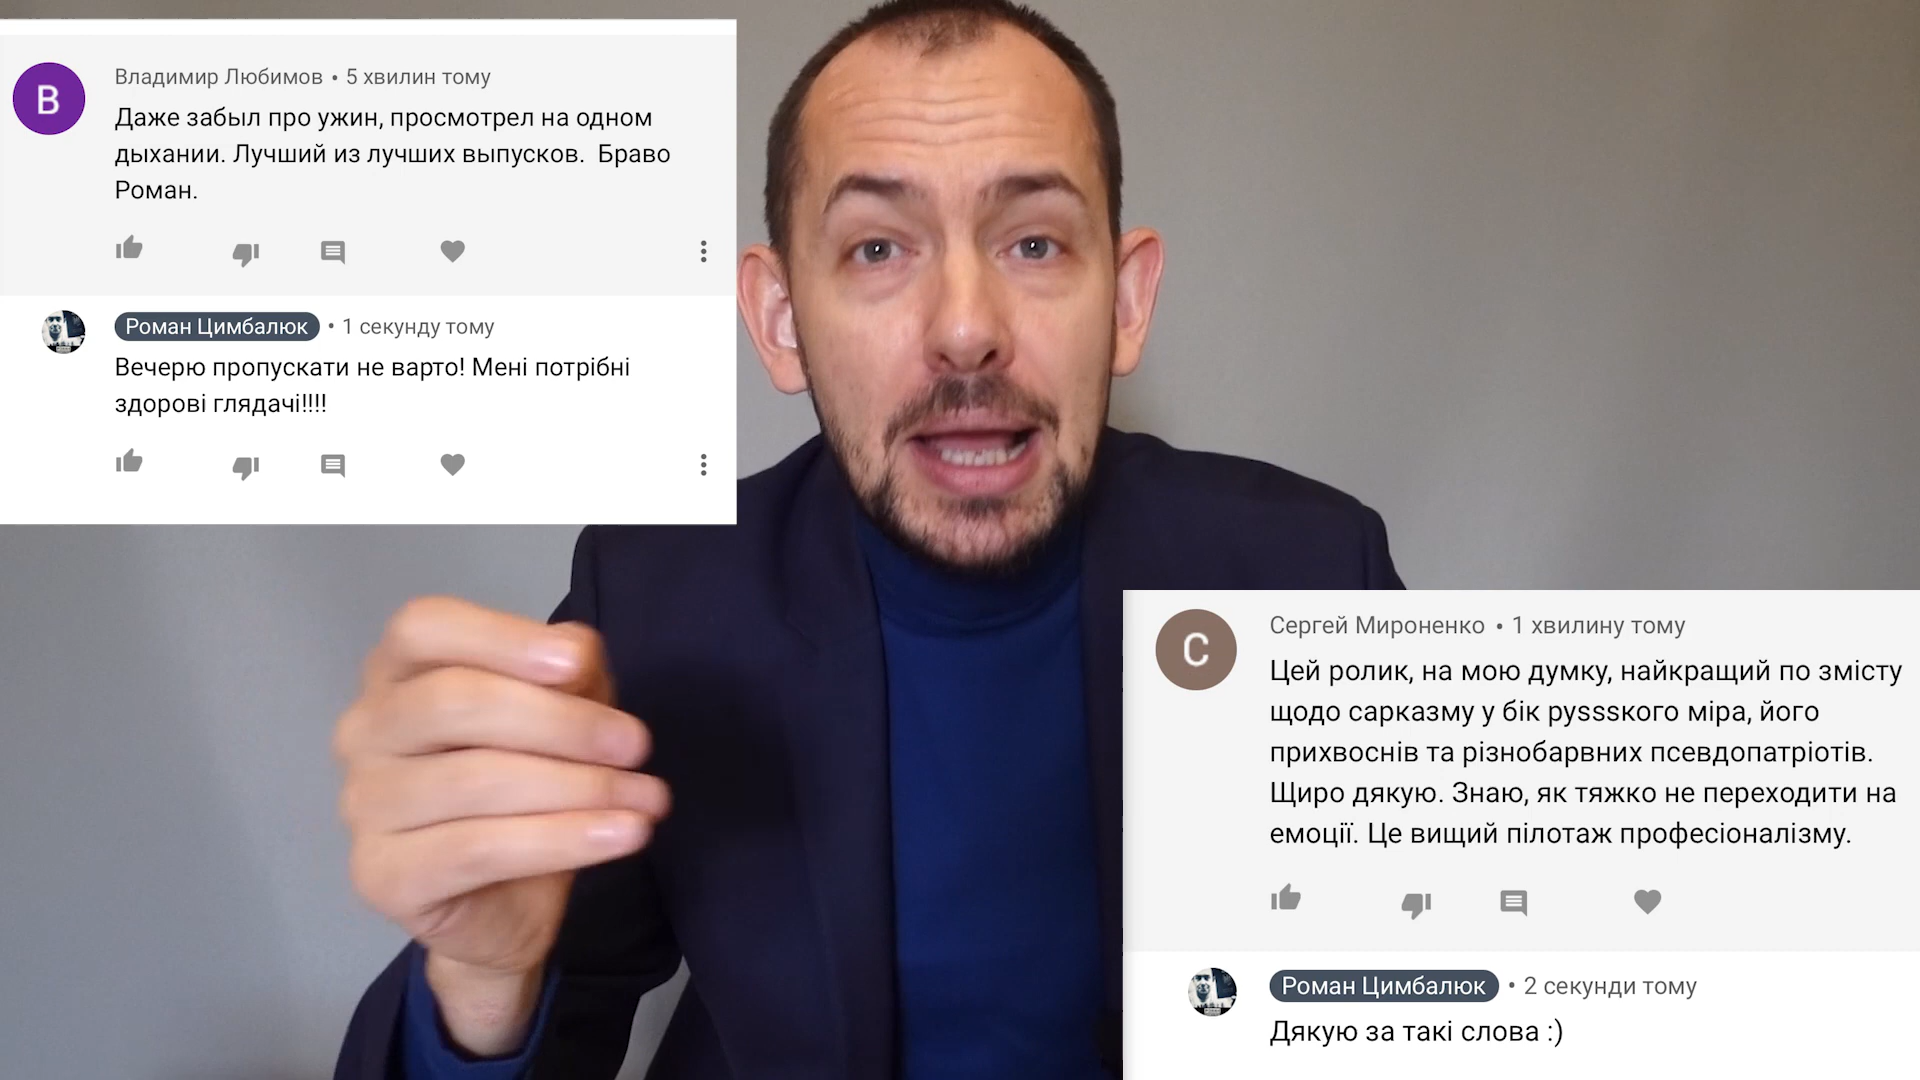 В
Владимир Любимов • 5 хвилин тому
Даже забыл про ужин, просмотрел на одном
дыхании. Лучший из лучших выпусков.  Браво
Роман.
Роман Цимбалюк • 1 секунду тому
Вечерю пропускати не варто! Мені потрібні
здорові глядачі!!!!
С
Сергей Мироненко • 1 хвилину тому
Цей ролик, на мою думку, найкращий по змісту
щодо сарказму у бік руsssкого міра, його
прихвоснів та різнобарвних псевдопатріотів.
Щиро дякую. Знаю, як тяжко не переходити на
емоції. Це вищий пілотаж професіоналізму.
Роман Цимбалюк • 2 секунди тому
Дякую за такі слова :)